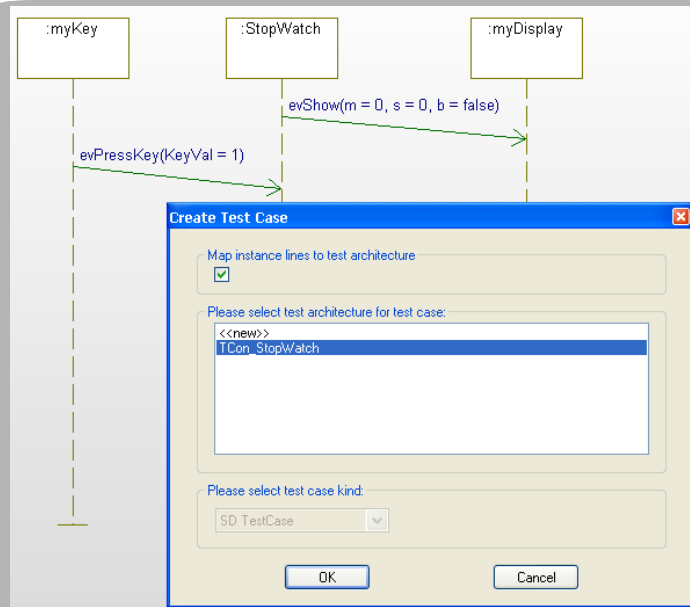 :myKey
:StopWatch
:myDisplay
evShow(m = 0, s = 0, b = false)
evPressKey(KeyVal = 1)
Create Test Case
Map instance lines to test architecture
Please select test architecture for test case:
<<new>>
TCon_StopWatch
Please select test case kind:
SD TestCase
OK
Cancel